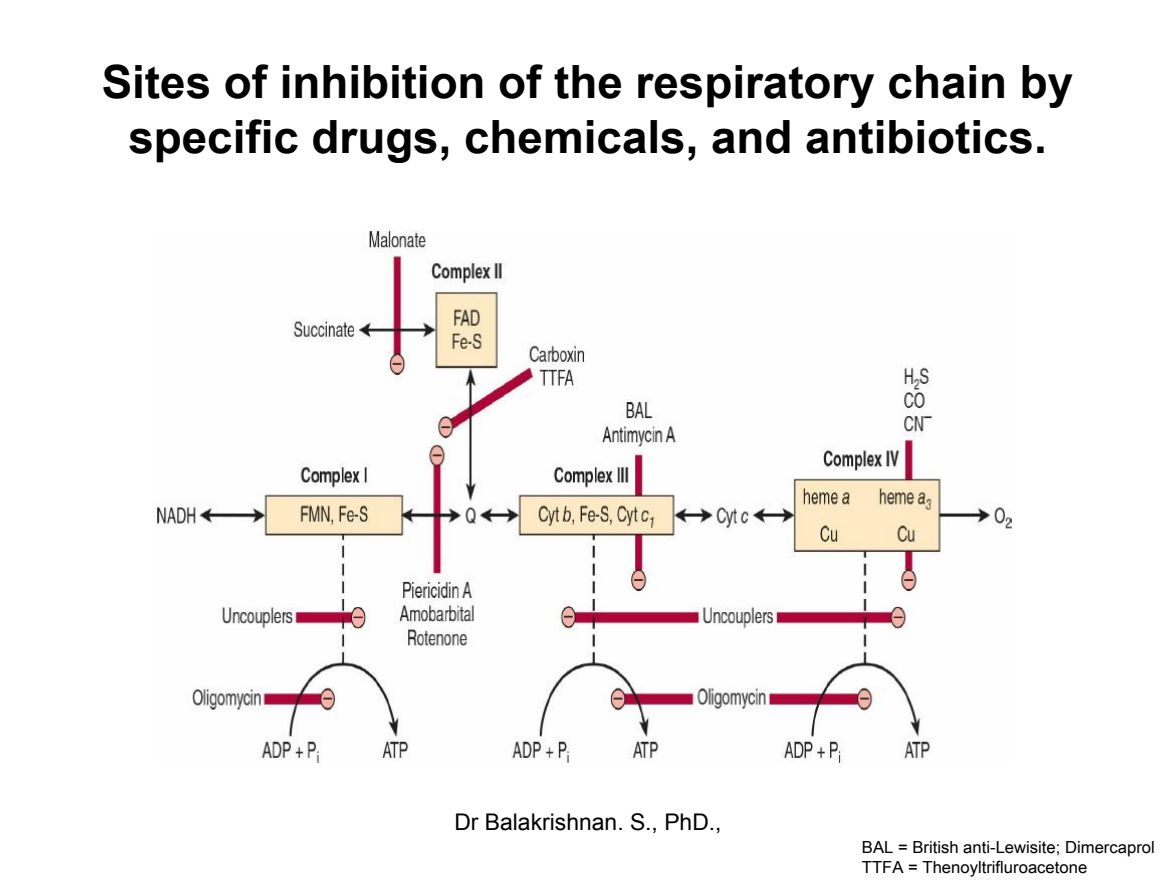 Sites of inhibition of the respiratory chain by
specific drugs, chemicals, and antibiotics.
Malonate
Complex II
FAD
Fe-S
Succinate
Carboxin
TTFA
H₂S
CO
CN⁻
BAL
Antimycin A
Complex I
Complex III
Complex IV
NADH
FMN, Fe-S
Q
Cyt b, Fe-S, Cyt c₁
Cyt c
heme a heme a₃
Cu Cu
O₂
Piericidin A
Amobarbital
Rotenone
Uncouplers
Uncouplers
Oligomycin
Oligomycin
ADP + Pᵢ
ATP
ADP + Pᵢ
ATP
ADP + Pᵢ
ATP
Dr Balakrishnan. S., PhD.,
BAL = British anti-Lewisite; Dimercaprol
TTFA = Thenoyltrifluroacetone